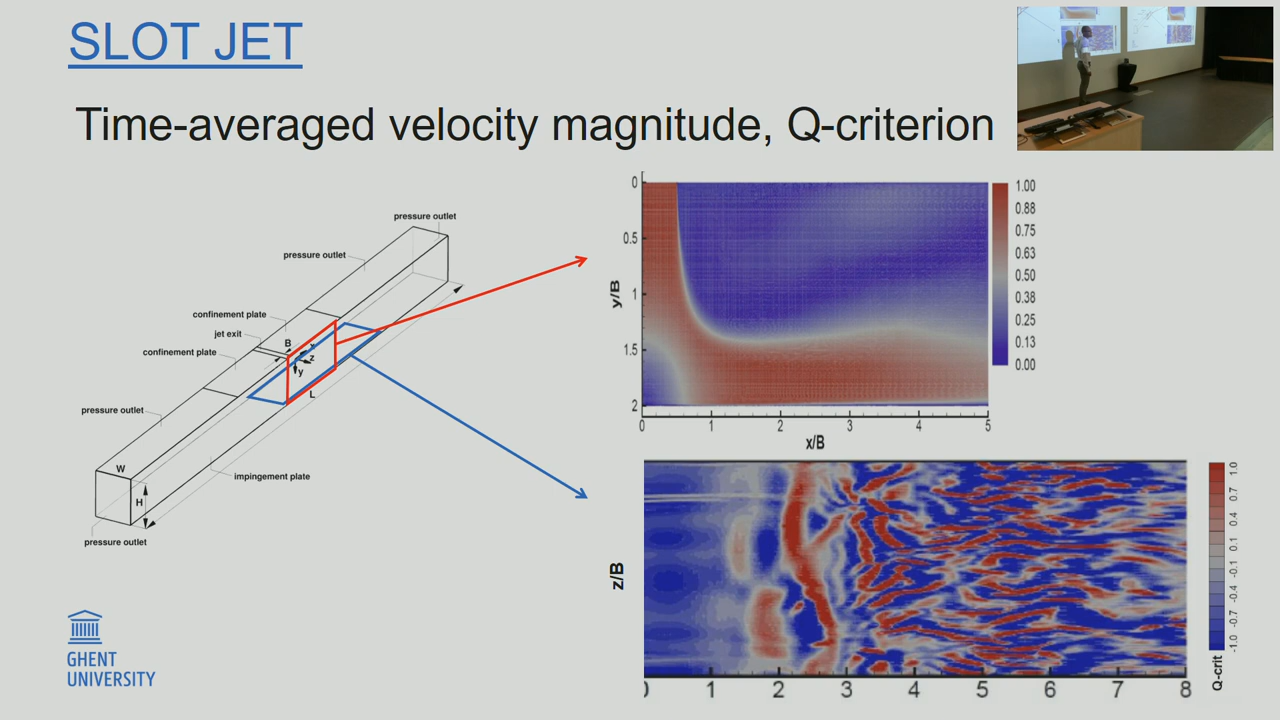 SLOT JET
Time-averaged velocity magnitude, Q-criterion
pressure outlet
pressure outlet
confinement plate
jet exit
confinement plate
B
x
z
y
L
pressure outlet
W
H
impingement plate
pressure outlet
y/B
0
0.5
1
1.5
2
0 1 2 3 4 5
x/B
1.00
0.88
0.75
0.63
0.50
0.38
0.25
0.13
0.00
z/B
0 1 2 3 4 5 6 7 8
1.0
0.7
0.4
0.1
-0.1
-0.4
-0.7
-1.0
Q-crit
GHENT
UNIVERSITY